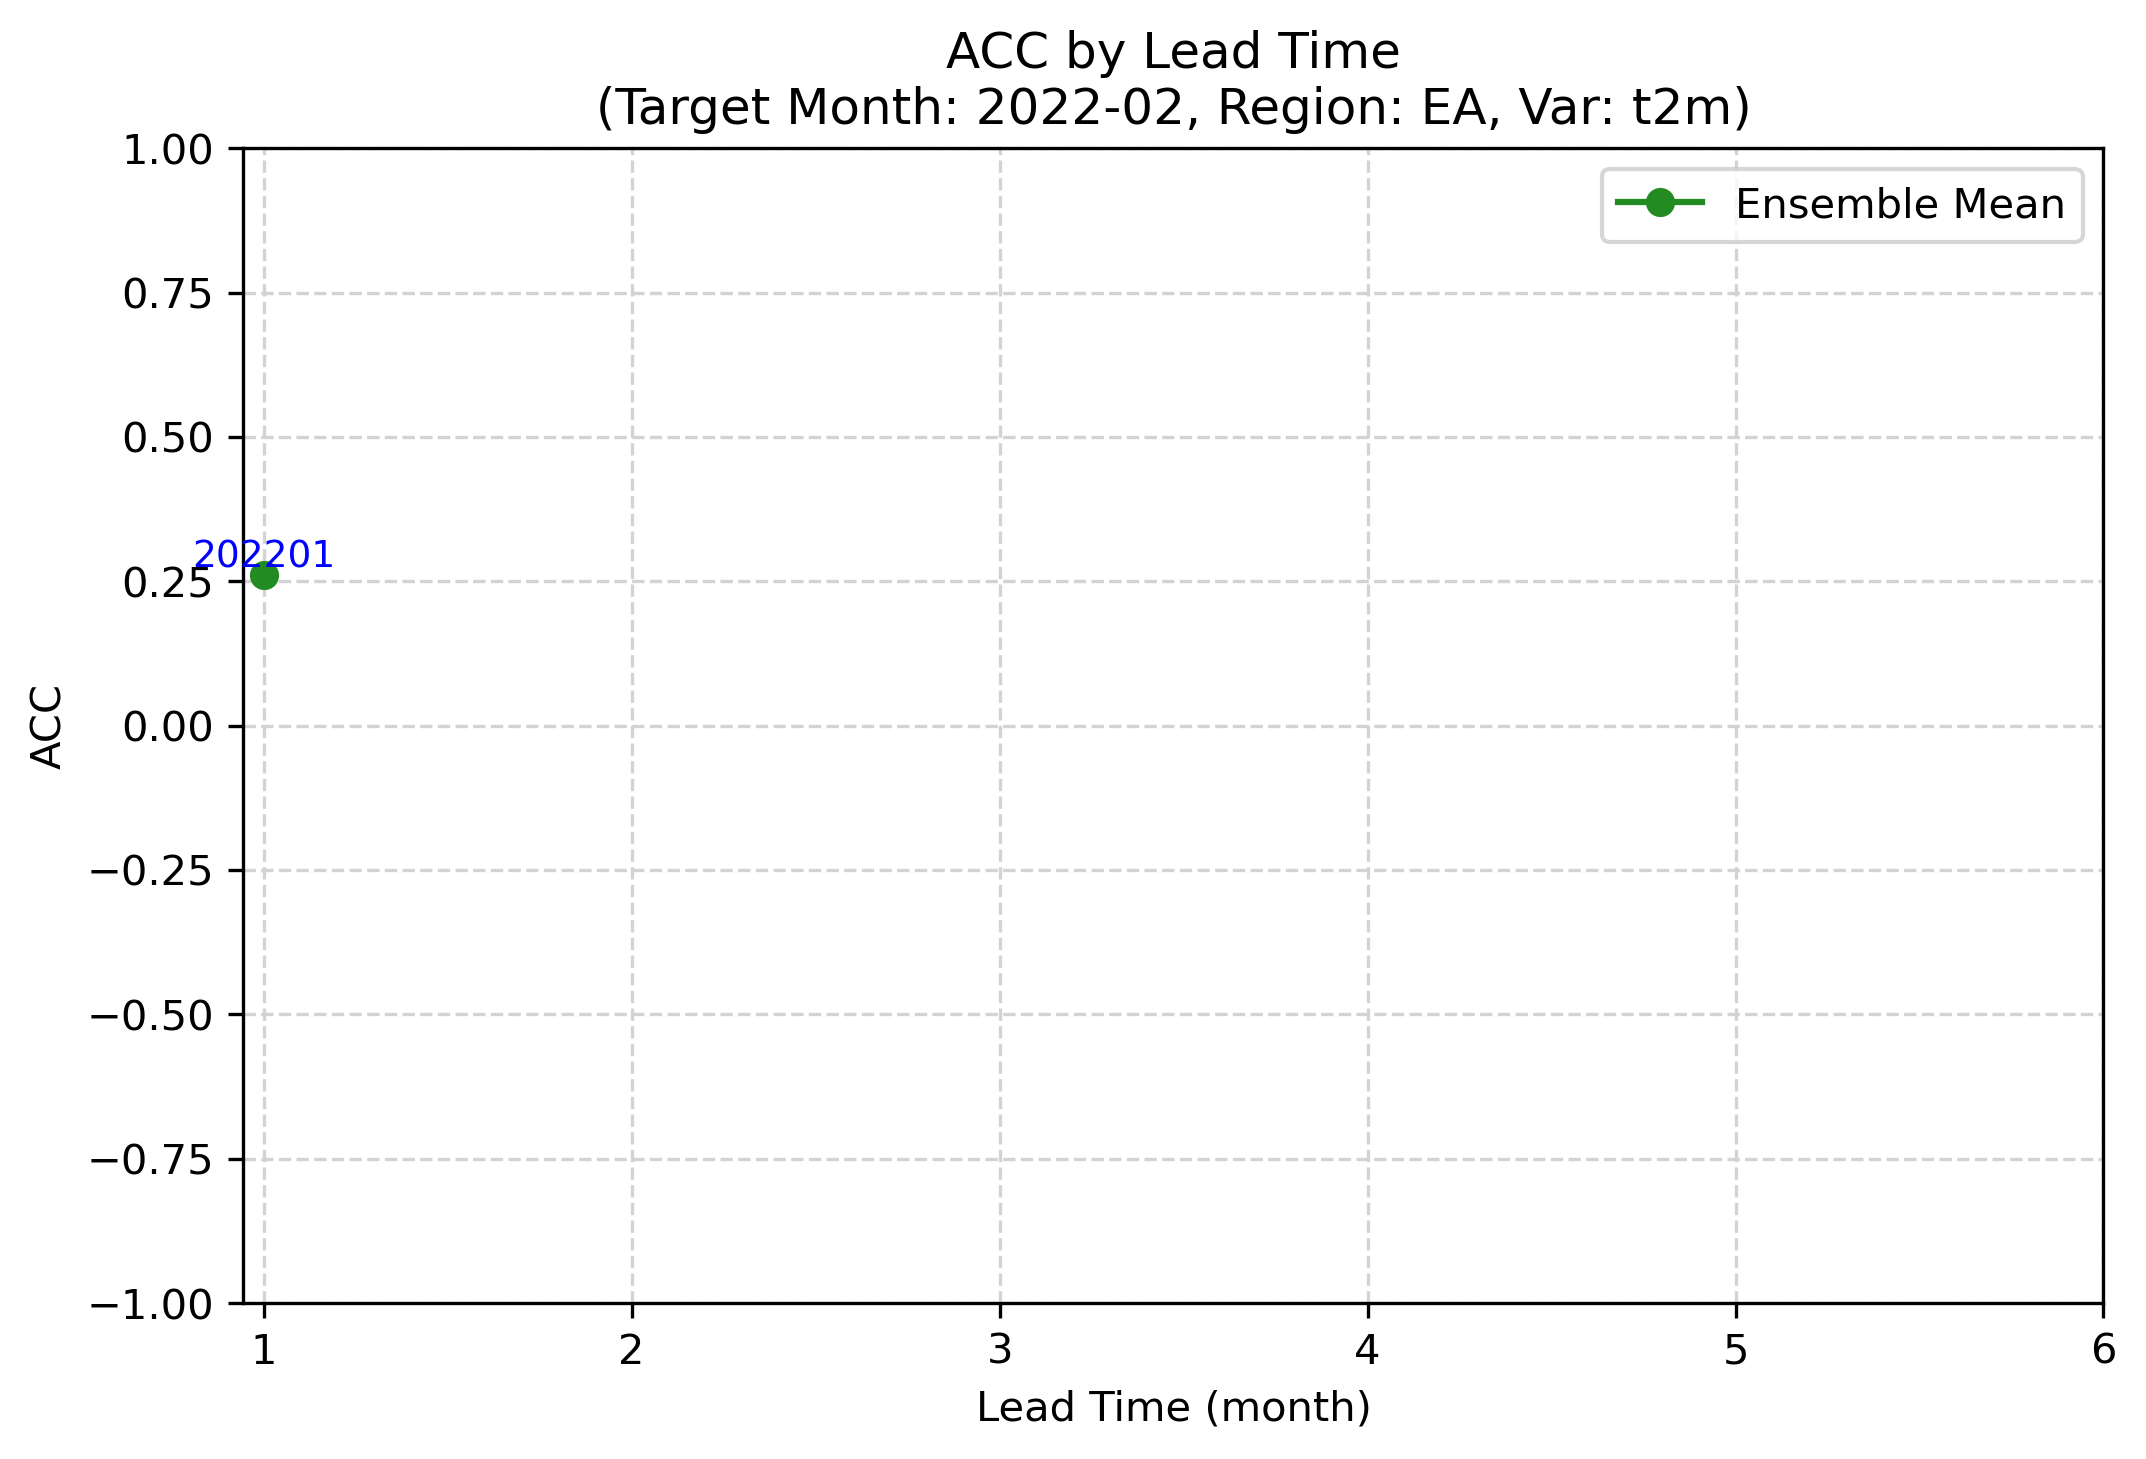 ACC by Lead Time
(Target Month: 2022-02, Region: EA, Var: t2m)
1.00
Ensemble Mean
0.75
0.50
202201
0.25
0.00
ACC
−0.25
−0.50
−0.75
−1.00
1 2 3 4 5 6
Lead Time (month)